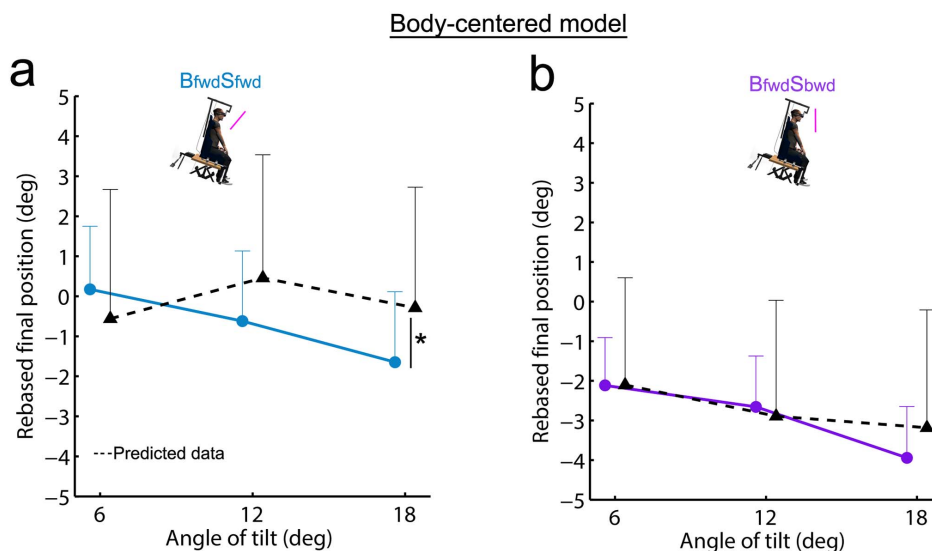 Body-centered model
a
BfwdSfwd
5
4
3
2
1
0
−1
−2
−3
−4
−5
Rebased final position (deg)
*
---Predicted data
6
12
18
Angle of tilt (deg)
b
BfwdSbwd
5
4
3
2
1
0
−1
−2
−3
−4
−5
Rebased final position (deg)
6
12
18
Angle of tilt (deg)